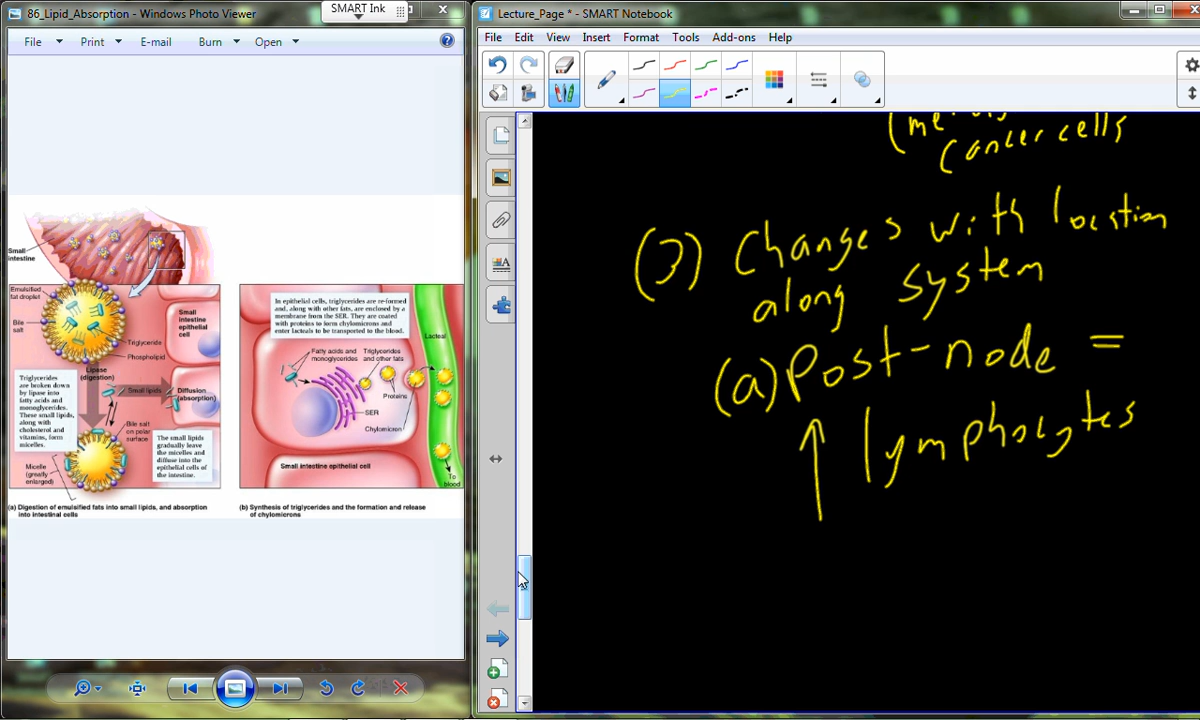 86_Lipid_Absorption - Windows Photo Viewer
SMART Ink
File Print E-mail Burn Open
Small
intestine
Emulsified
fat droplet
Bile
salt
Small
intestine
epithelial
cell
Triglyceride
Phospholipid
Lipase
(digestion)
Triglycerides
are broken down
by lipase into
fatty acids and
monoglycerides.
These small lipids,
along with
cholesterol and
vitamins, form
micelles.
Small lipids
Diffusion
(absorption)
Bile salt
on polar
surface
The small lipids
gradually leave
the micelles and
diffuse into the
epithelial cells of
the intestine.
Micelle
(greatly
enlarged)
(a) Digestion of emulsified fats into small lipids, and absorption
into intestinal cells
In epithelial cells, triglycerides are re-formed
and, along with other fats, are enclosed by a
membrane from the SER. They are coated
with proteins to form chylomicrons and
enter lacteals to be transported to the blood.
Lacteal
Fatty acids and
monoglycerides
Triglycerides
and other fats
Proteins
SER
Chylomicron
Small intestine epithelial cell
To
blood
(b) Synthesis of triglycerides and the formation and release
of chylomicrons
Lecture_Page * - SMART Notebook
File Edit View Insert Format Tools Add-ons Help
cancer cells
(3) Changes with location
along system
(a) Post-node =
↑ lymphocytes